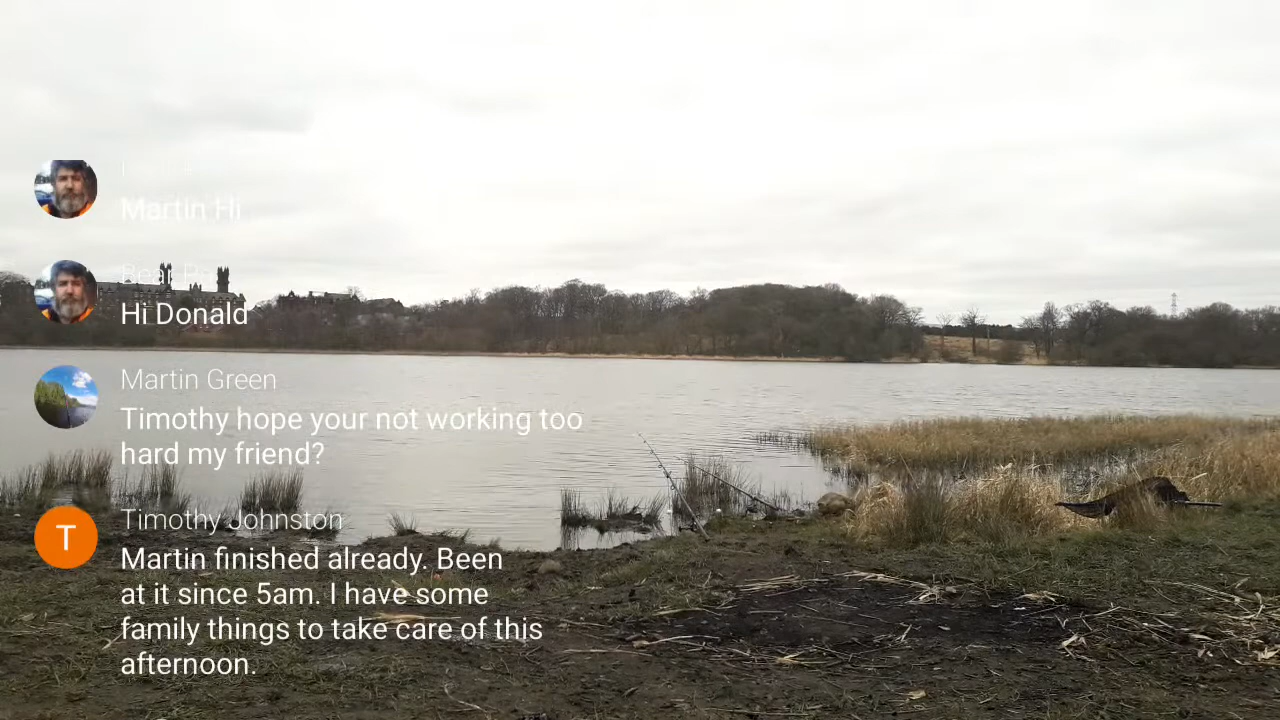 Martin Hi
Hi Donald
Martin Green
Timothy hope your not working too
hard my friend?
T
Timothy Johnston
Martin finished already. Been
at it since 5am. I have some
family things to take care of this
afternoon.